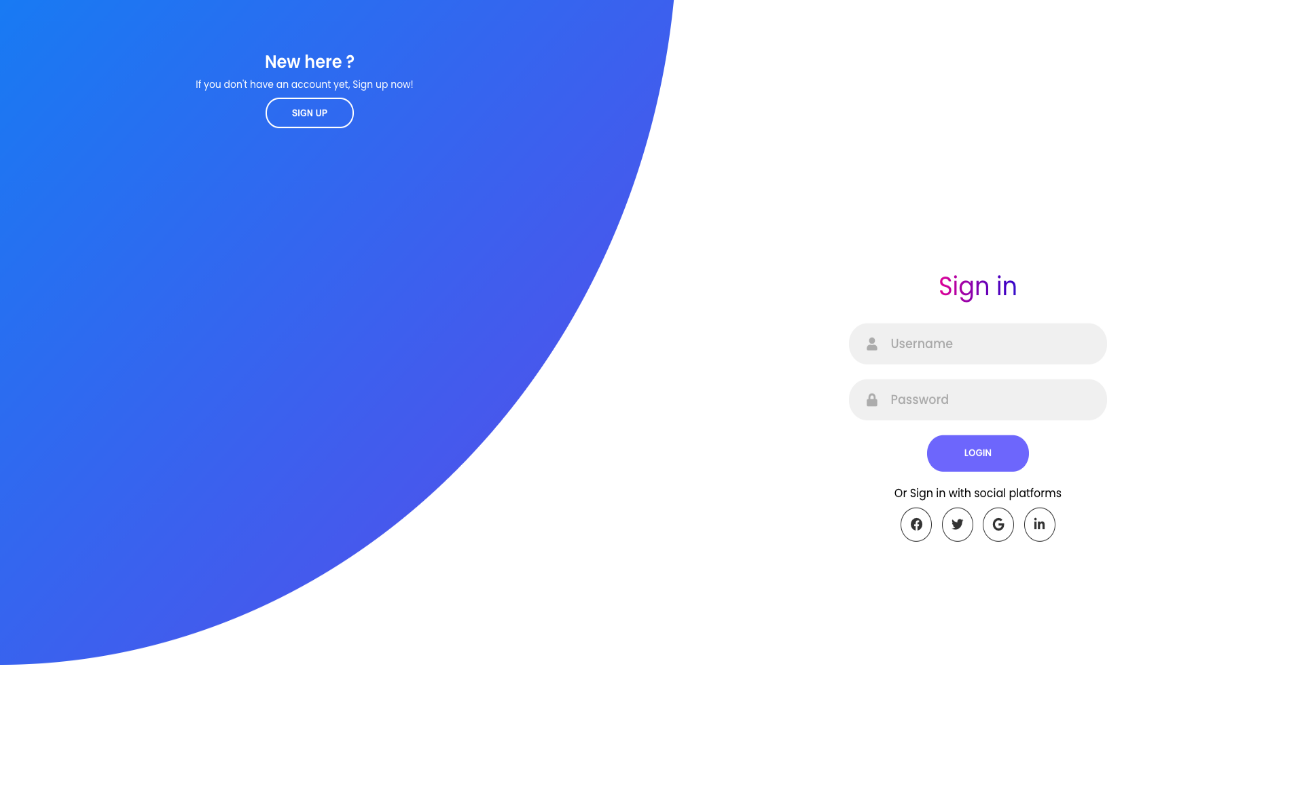 New here ?
If you don't have an account yet, Sign up now!
SIGN UP
Sign in
Username
Password
LOGIN
Or Sign in with social platforms